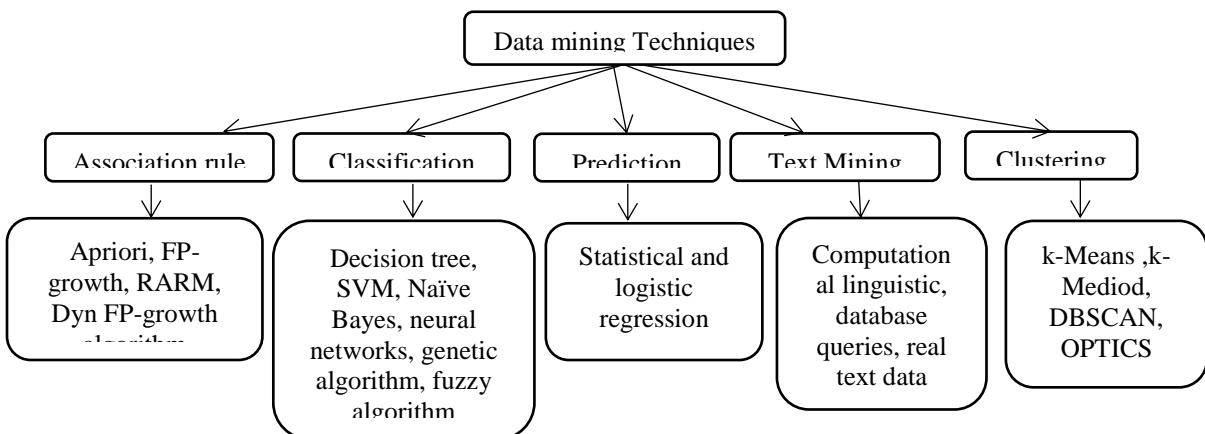 Data mining Techniques
Association rule
Classification
Prediction
Text Mining
Clustering
Apriori, FP-
growth, RARM,
Dyn FP-growth
algorithm
Decision tree,
SVM, Naïve
Bayes, neural
networks, genetic
algorithm, fuzzy
algorithm
Statistical and
logistic
regression
Computation
al linguistic,
database
queries, real
text data
k-Means ,k-
Mediod,
DBSCAN,
OPTICS